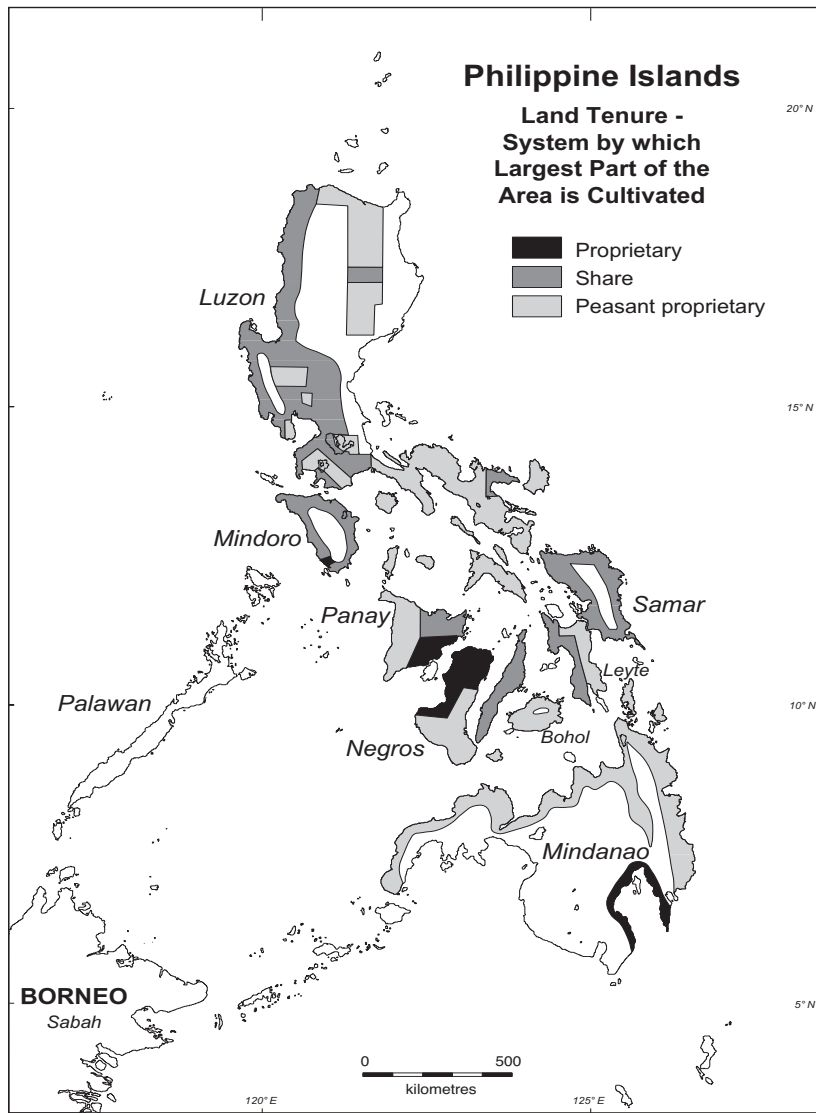 Philippine Islands
Land Tenure -
System by which
Largest Part of the
Area is Cultivated
Proprietary
Share
Peasant proprietary
20° N
Luzon
15° N
Mindoro
Samar
Panay
Leyte
Palawan
10° N
Bohol
Negros
Mindanao
BORNEO
Sabah
5° N
0
500
kilometres
120° E
125° E